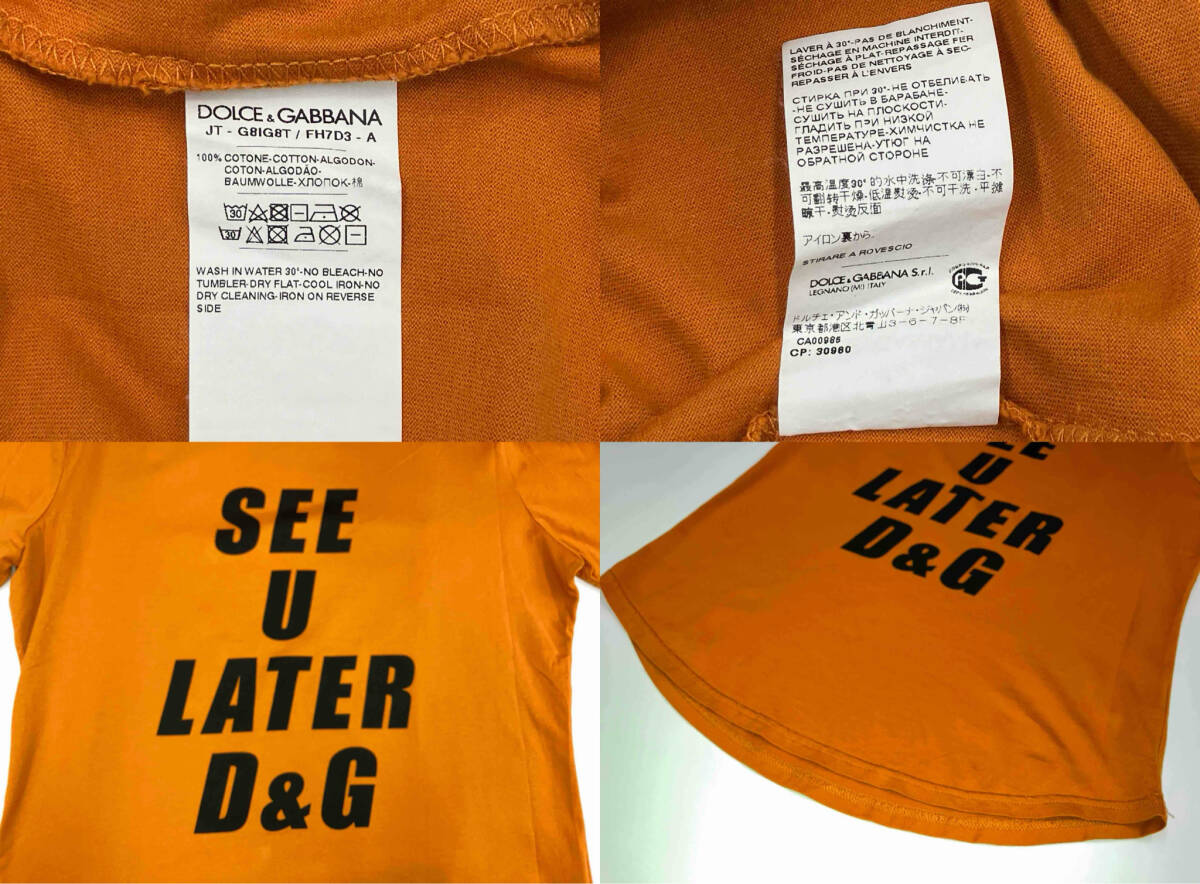 DOLCE & GABBANA
JT - G8IG8T / FH7D3 - A
100% COTONE-COTTON-ALGODON-
COTON-ALGODÃO-
BAUMWOLLE-ХЛОПОК-棉
30
30
WASH IN WATER 30°-NO BLEACH-NO
TUMBLER-DRY FLAT-COOL IRON-NO
DRY CLEANING-IRON ON REVERSE
SIDE
LAVER À 30°-PAS DE BLANCHIMENT-
SÉCHAGE EN MACHINE INTERDIT-
SÉCHAGE À PLAT-REPASSAGE FER
FROID-PAS DE NETTOYAGE À SEC-
REPASSER À L'ENVERS
СТИРКА ПРИ 30°-НЕ ОТБЕЛИВАТЬ
-НЕ СУШИТЬ В БАРАБАНЕ-
СУШИТЬ НА ПЛОСКОСТИ-
ГЛАДИТЬ ПРИ НИЗКОЙ
ТЕМПЕРАТУРЕ-ХИМЧИСТКА НЕ
РАЗРЕШЕНА-УТЮГ НА
ОБРАТНОЙ СТОРОНЕ
最高温度30°的水中洗涤-不可漂白-不
可翻转干燥-低温熨烫-不可干洗-平摊
晾干-熨烫反面
アイロン裏から
STIRARE A ROVESCIO
DOLCE & GABBANA S.r.l.
LEGNANO (MI) ITALY
ドルチェ・アンド・ガッバーナ・ジャパン(株)
東京都港区北青山3-6-7-8F
CA00985
CP: 30960
SEE
U
LATER
D&G
U
LATER
D&G